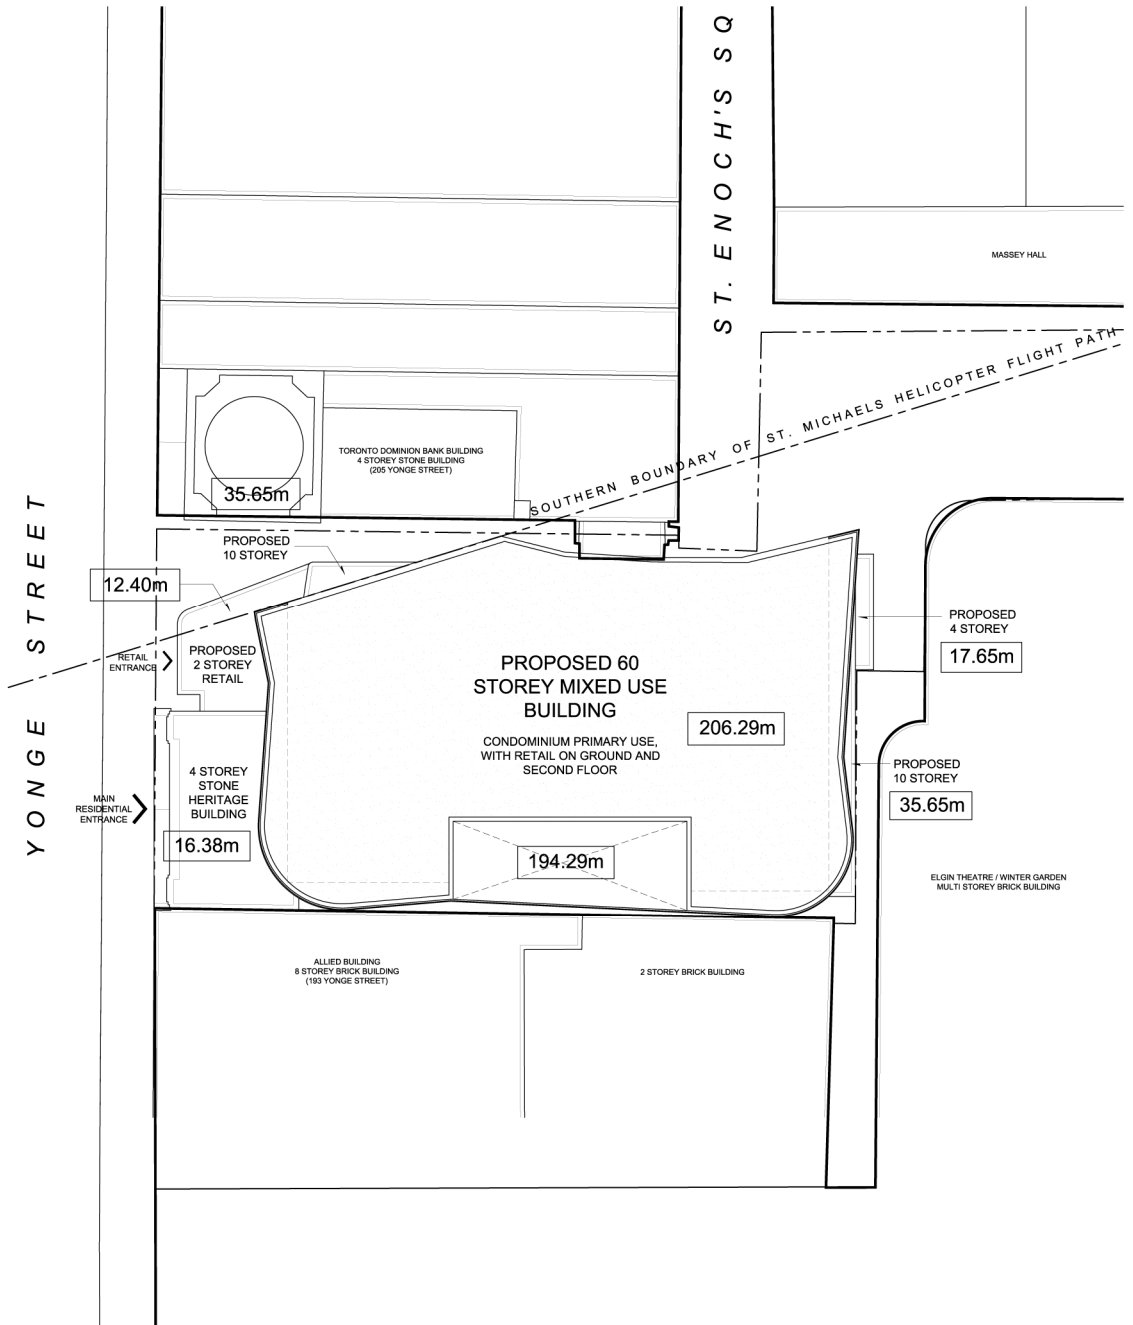 ST. ENOCH'S SQ
MASSEY HALL
SOUTHERN BOUNDARY OF ST. MICHAELS HELICOPTER FLIGHT PATH
TORONTO DOMINION BANK BUILDING
4 STOREY STONE BUILDING
(205 YONGE STREET)
35.65m
YONGE STREET
PROPOSED
10 STOREY
12.40m
RETAIL
ENTRANCE
PROPOSED
2 STOREY
RETAIL
PROPOSED
4 STOREY
17.65m
PROPOSED 60
STOREY MIXED USE
BUILDING
206.29m
CONDOMINIUM PRIMARY USE,
WITH RETAIL ON GROUND AND
SECOND FLOOR
4 STOREY
STONE
HERITAGE
BUILDING
MAIN
RESIDENTIAL
ENTRANCE
16.38m
PROPOSED
10 STOREY
35.65m
194.29m
ELGIN THEATRE / WINTER GARDEN
MULTI STOREY BRICK BUILDING
ALLIED BUILDING
8 STOREY BRICK BUILDING
(193 YONGE STREET)
2 STOREY BRICK BUILDING